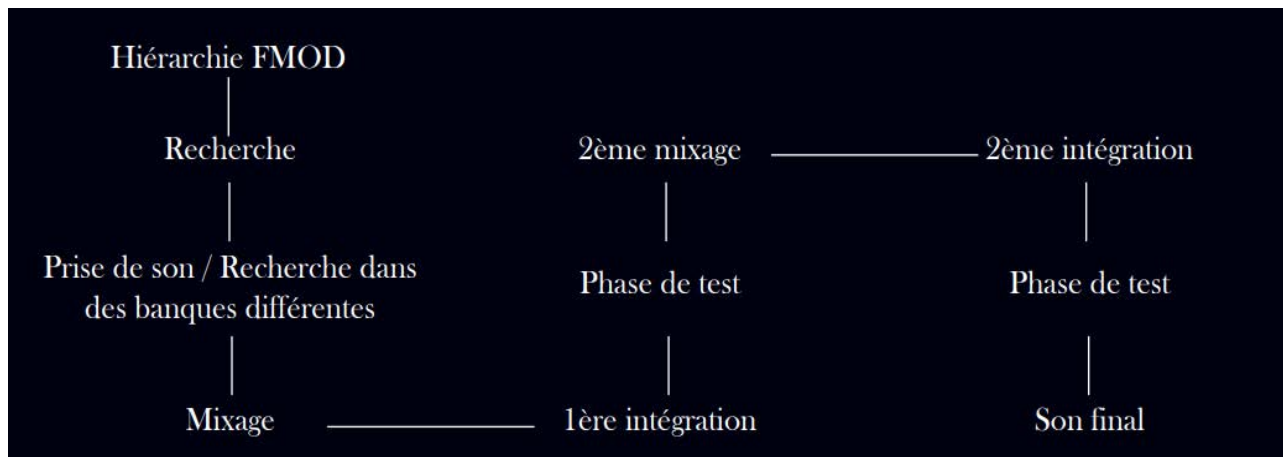 Hiérarchie FMOD
Recherche
Prise de son / Recherche dans
des banques différentes
Mixage
1ère intégration
Phase de test
2ème mixage
2ème intégration
Phase de test
Son final